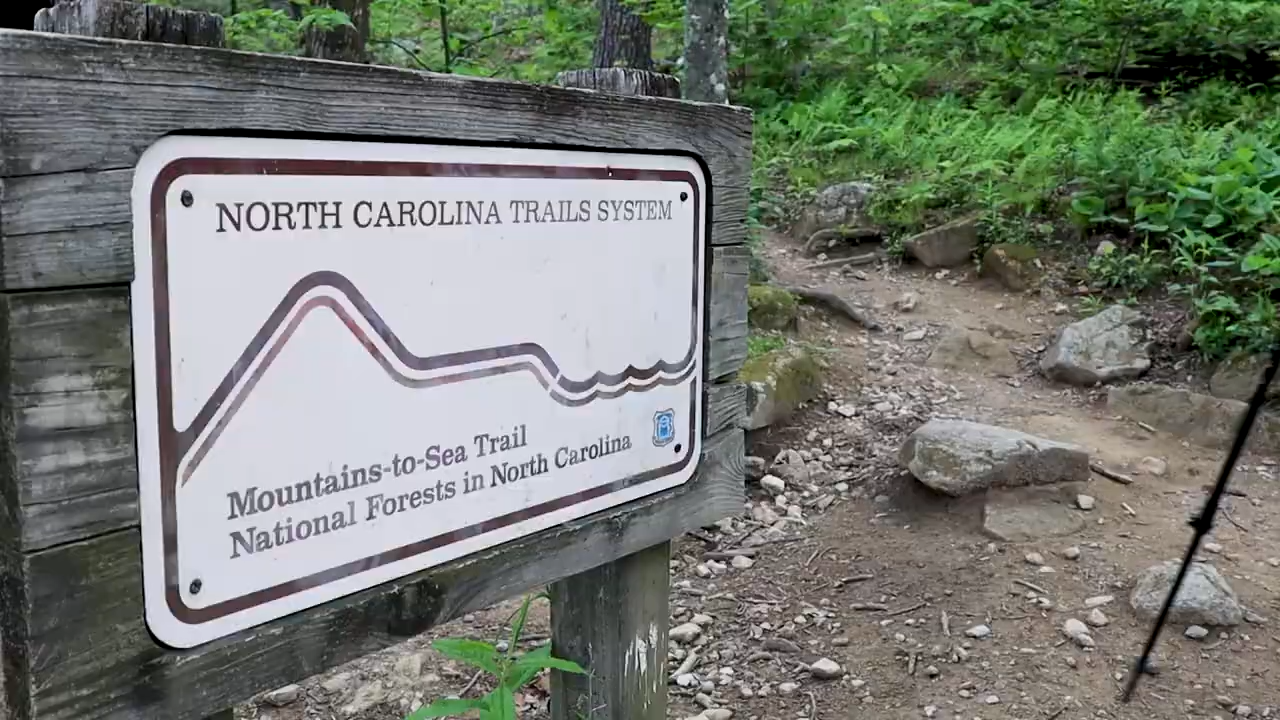 NORTH CAROLINA TRAILS SYSTEM
Mountains-to-Sea Trail
National Forests in North Carolina